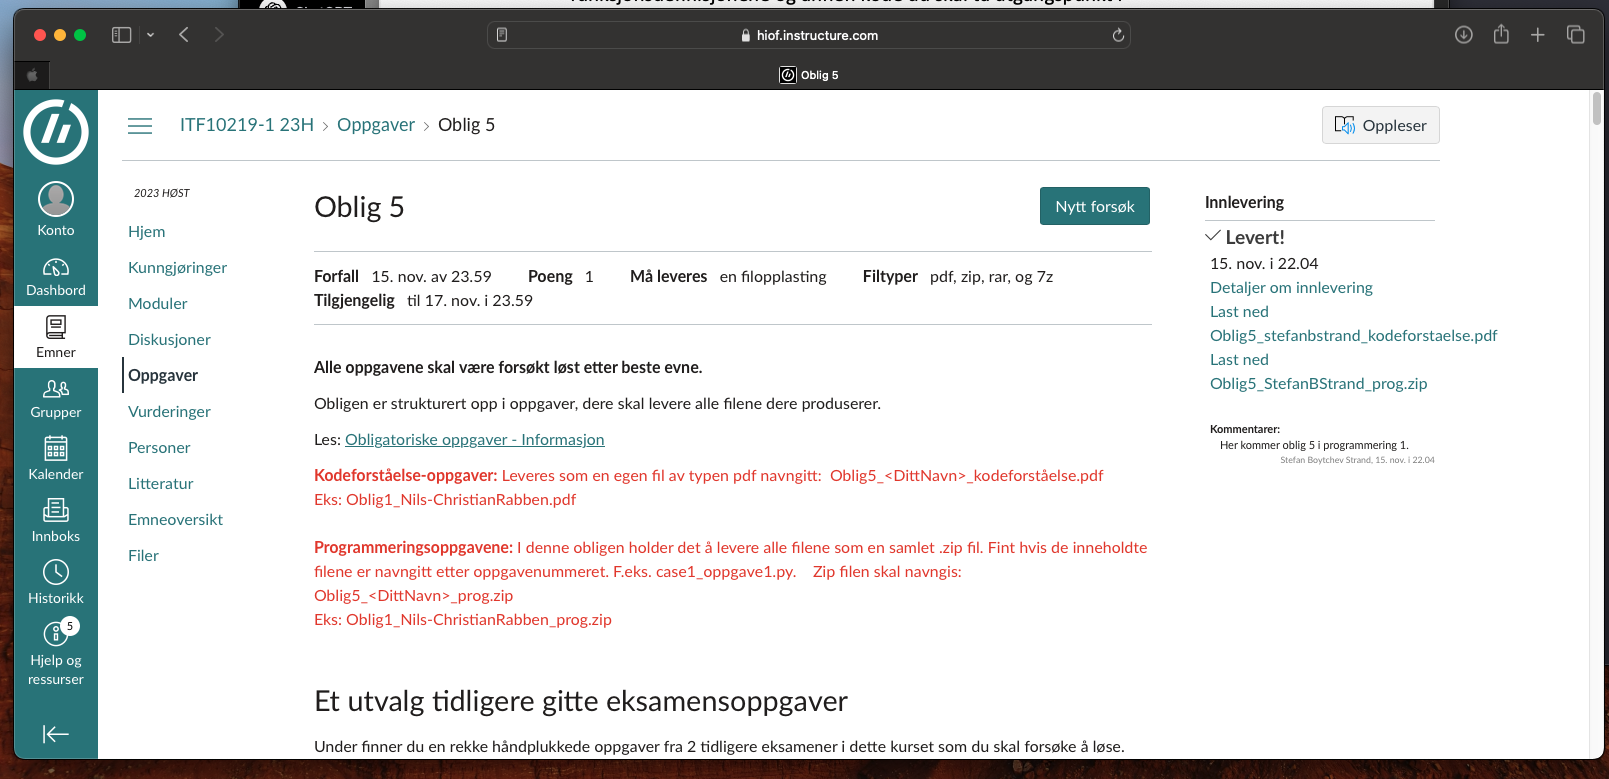 hiof.instructure.com
Oblig 5
ITF10219-1 23H › Oppgaver › Oblig 5
Oppleser
Konto
Dashbord
Emner
Grupper
Kalender
Innboks
Historikk
5
Hjelp og
ressurser
2023 HØST
Hjem
Kunngjøringer
Moduler
Diskusjoner
Oppgaver
Vurderinger
Personer
Litteratur
Emneoversikt
Filer
Oblig 5
Nytt forsøk
Forfall 15. nov. av 23.59 Poeng 1 Må leveres en filopplasting Filtyper pdf, zip, rar, og 7z
Tilgjengelig til 17. nov. i 23.59
Alle oppgavene skal være forsøkt løst etter beste evne.
Obligen er strukturert opp i oppgaver, dere skal levere alle filene dere produserer.
Les: Obligatoriske oppgaver - Informasjon
Kodeforståelse-oppgaver: Leveres som en egen fil av typen pdf navngitt: Oblig5_<DittNavn>_kodeforståelse.pdf
Eks: Oblig1_Nils-ChristianRabben.pdf
Programmeringsoppgavene: I denne obligen holder det å levere alle filene som en samlet .zip fil. Fint hvis de inneholdte
filene er navngitt etter oppgavenummeret. F.eks. case1_oppgave1.py. Zip filen skal navngis:
Oblig5_<DittNavn>_prog.zip
Eks: Oblig1_Nils-ChristianRabben_prog.zip
Et utvalg tidligere gitte eksamensoppgaver
Under finner du en rekke håndplukkede oppgaver fra 2 tidligere eksamener i dette kurset som du skal forsøke å løse.
Innlevering
Levert!
15. nov. i 22.04
Detaljer om innlevering
Last ned
Oblig5_stefanbstrand_kodeforstaelse.pdf
Last ned
Oblig5_StefanBStrand_prog.zip
Kommentarer:
Her kommer oblig 5 i programmering 1.
Stefan Boytchev Strand, 15. nov. i 22.04